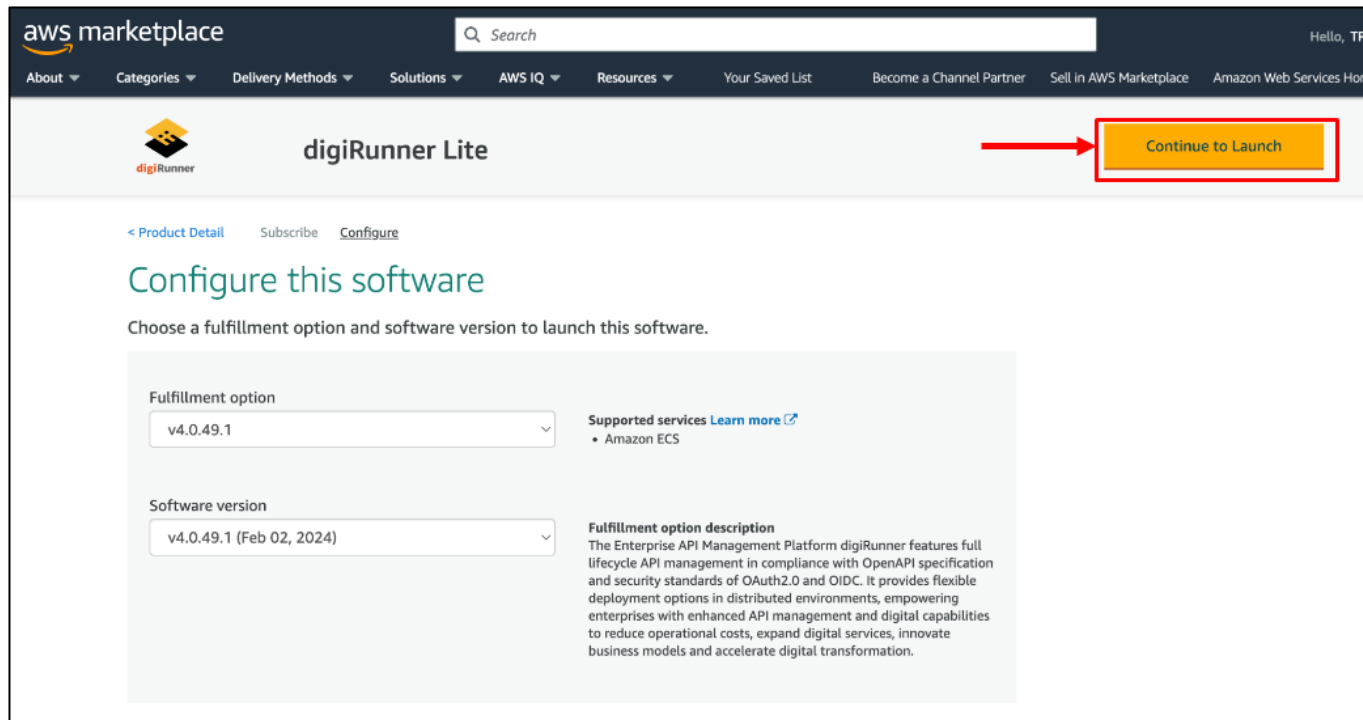 aws marketplace
Search
Hello, TP
About
Categories
Delivery Methods
Solutions
AWS IQ
Resources
Your Saved List
Become a Channel Partner
Sell in AWS Marketplace
Amazon Web Services Hom
digiRunner
digiRunner Lite
Continue to Launch
< Product Detail
Subscribe
Configure
Configure this software
Choose a fulfillment option and software version to launch this software.
Fulfillment option
v4.0.49.1
Supported services Learn more
• Amazon ECS
Software version
v4.0.49.1 (Feb 02, 2024)
Fulfillment option description
The Enterprise API Management Platform digiRunner features full
lifecycle API management in compliance with OpenAPI specification
and security standards of OAuth2.0 and OIDC. It provides flexible
deployment options in distributed environments, empowering
enterprises with enhanced API management and digital capabilities
to reduce operational costs, expand digital services, innovate
business models and accelerate digital transformation.